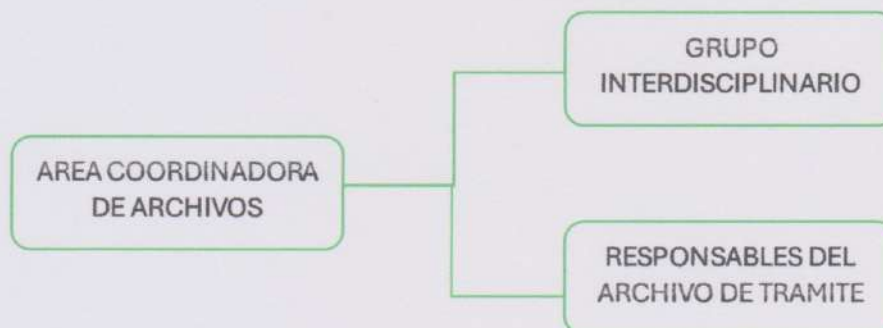 AREA COORDINADORA
DE ARCHIVOS
GRUPO
INTERDISCIPLINARIO
RESPONSABLES DEL
ARCHIVO DE TRAMITE